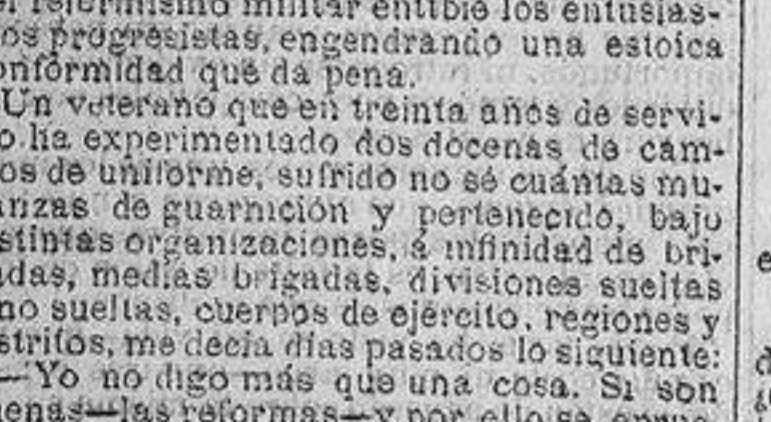 el reformismo militar entibie los entusias-
os progresistas, engendrando una estoica
onformidad que da pena.
Un veterano que en treinta años de servi-
o ha experimentado dos docenas de cam-
os de uniforme, sufrido no sé cuántas mu-
anzas de guarnición y pertenecido, bajo
stintas organizaciones, á infinidad de bri-
adas, medias brigadas, divisiones sueltas
no sueltas, cuerpos de ejército, regiones y
stritos, me decía días pasados lo siguiente:
—Yo no digo más que una cosa. Si son
enas—las reformas—y por ello se
e
d